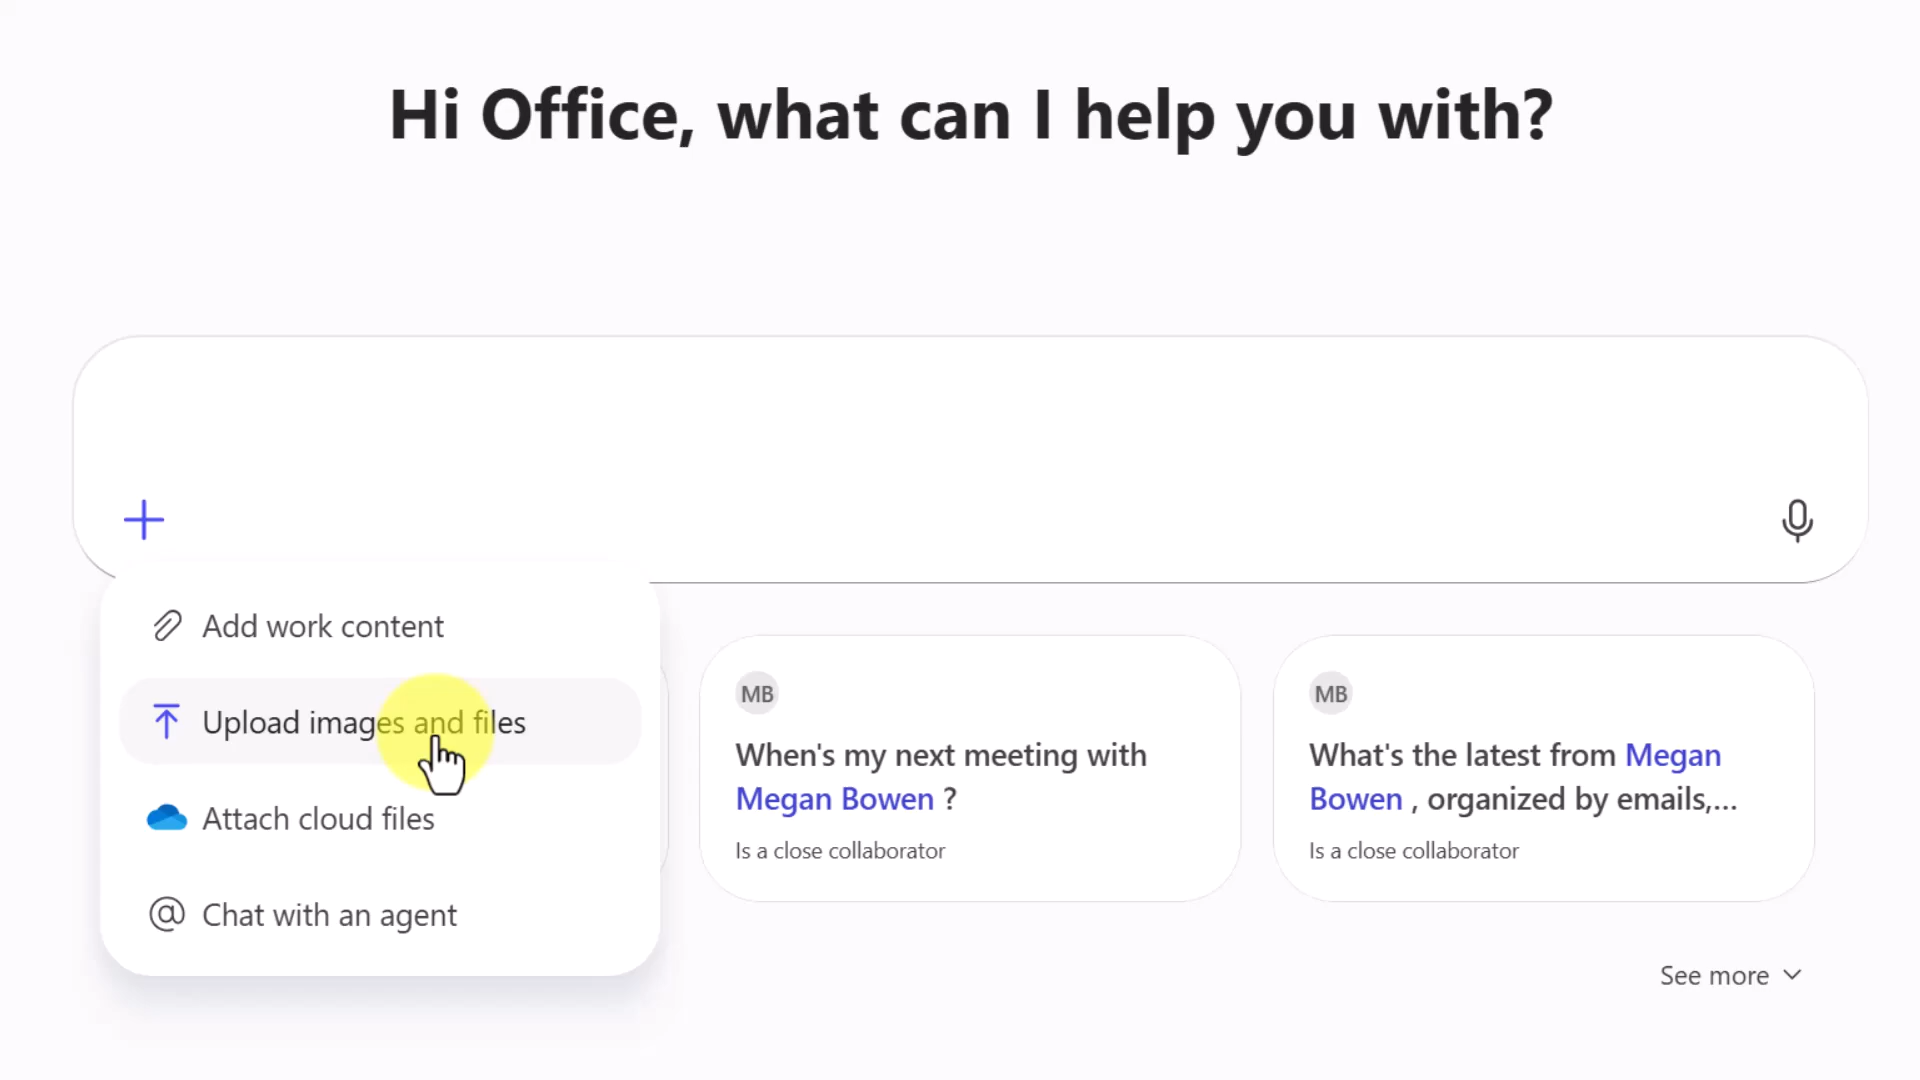 Hi Office, what can I help you with?
Add work content
Upload images and files
Attach cloud files
@ Chat with an agent
MB
When's my next meeting with
Megan Bowen ?
Is a close collaborator
MB
What's the latest from Megan
Bowen , organized by emails,...
Is a close collaborator
See more